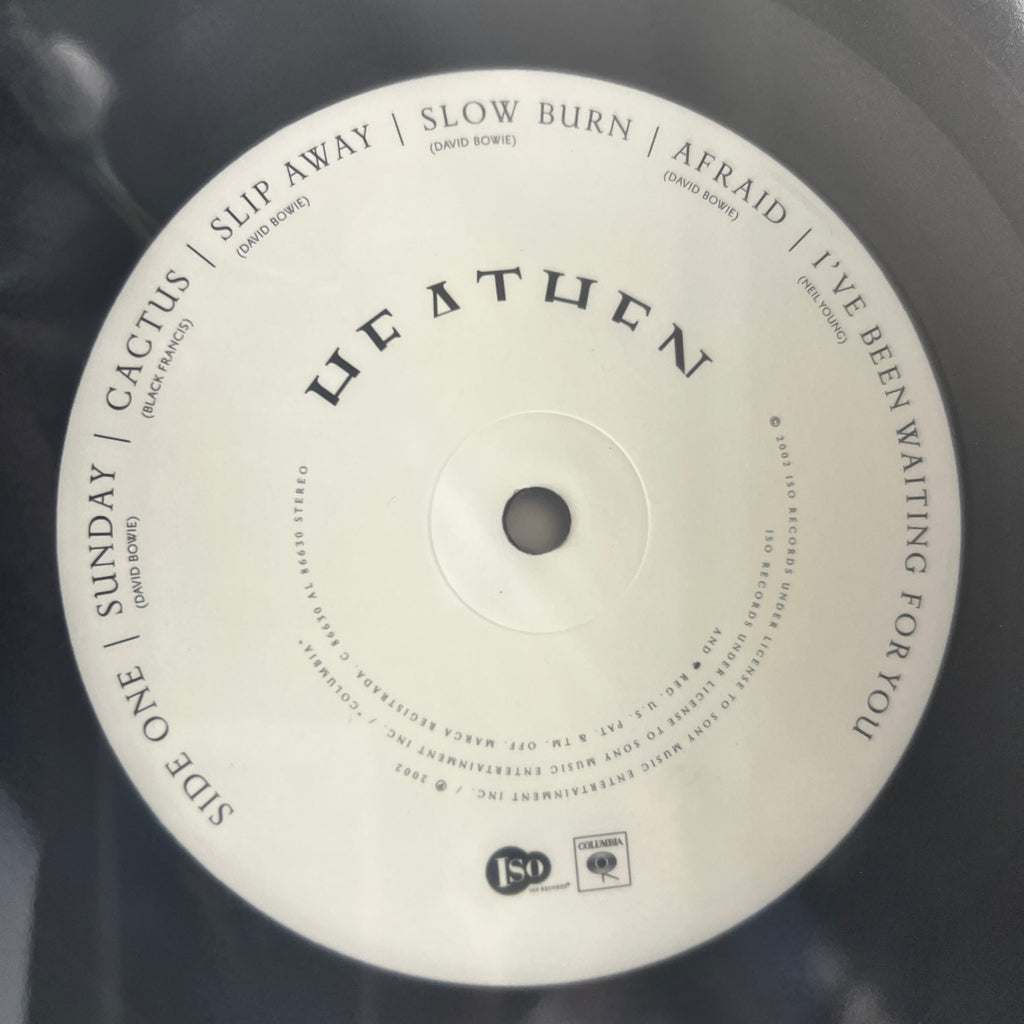 SIDE ONE | SUNDAY | CACTUS | SLIP AWAY | SLOW BURN | AFRAID | I'VE BEEN WAITING FOR YOU
(DAVID BOWIE) (BLACK FRANCIS) (DAVID BOWIE) (DAVID BOWIE) (DAVID BOWIE) (NEIL YOUNG)
HEATHEN
© 2002 ISO RECORDS UNDER LICENSE TO SONY MUSIC ENTERTAINMENT INC. / ℗ 2002
ISO RECORDS UNDER LICENSE TO SONY MUSIC ENTERTAINMENT INC. / "COLUMBIA"
AND REG. U.S. PAT. & TM. OFF. MARCA REGISTRADA. C 86630 AL 86630 STEREO
ISO
ISO RECORDS
COLUMBIA